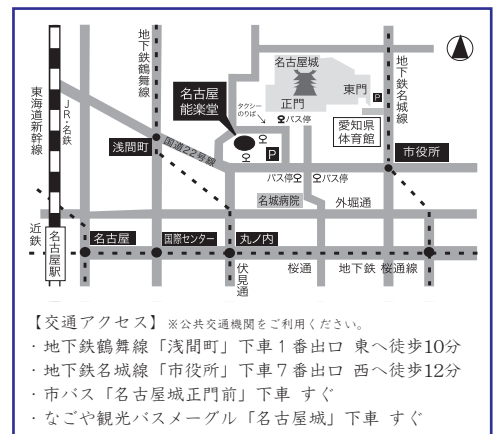 地下鉄鶴舞線
名古屋城
東門
正門
P
地下鉄名城線
東海道新幹線
JR・名鉄
名古屋
能楽堂
タクシー
のりば
バス停
愛知県
体育館
浅間町
国道22号線
P
市役所
バス停
バス停
名城病院
外堀通
近鉄
名古屋駅
名古屋
国際センター
丸ノ内
伏見通
桜通
地下鉄 桜通線
【交通アクセス】 ※公共交通機関をご利用ください。
・地下鉄鶴舞線「浅間町」下車1番出口 東へ徒歩10分
・地下鉄名城線「市役所」下車7番出口 西へ徒歩12分
・市バス「名古屋城正門前」下車 すぐ
・なごや観光バスメーグル「名古屋城」下車 すぐ